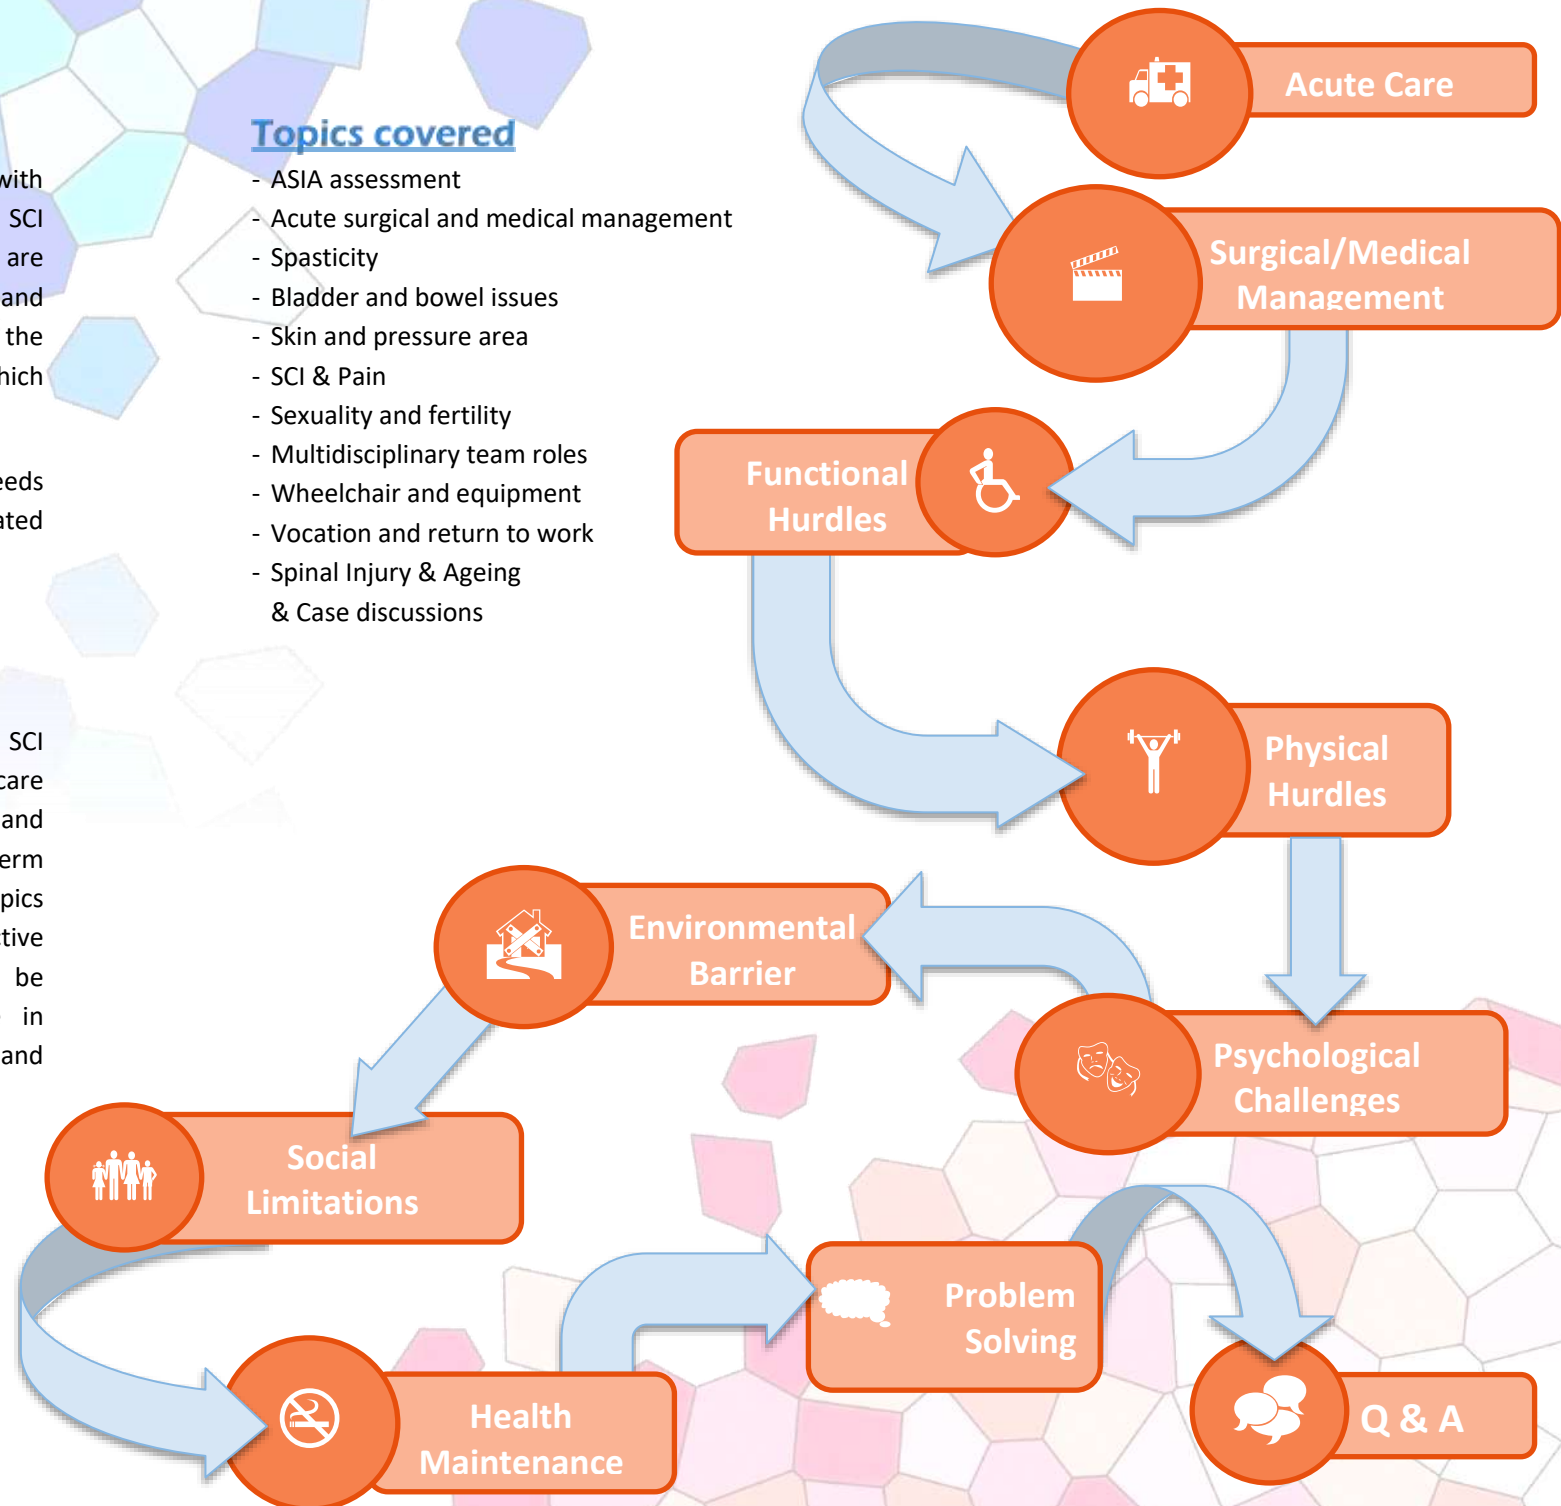 with
SCI
are
and
the
hich
eeds
ated
SCI
care
and
erm
pics
ctive
be
in
and
Topics covered
- ASIA assessment
- Acute surgical and medical management
- Spasticity
- Bladder and bowel issues
- Skin and pressure area
- SCI & Pain
- Sexuality and fertility
- Multidisciplinary team roles
- Wheelchair and equipment
- Vocation and return to work
- Spinal Injury & Ageing
& Case discussions
Acute Care
Surgical/Medical
Management
Functional
Hurdles
Physical
Hurdles
Psychological
Challenges
Environmental
Barrier
Social
Limitations
Health
Maintenance
Problem
Solving
Q & A